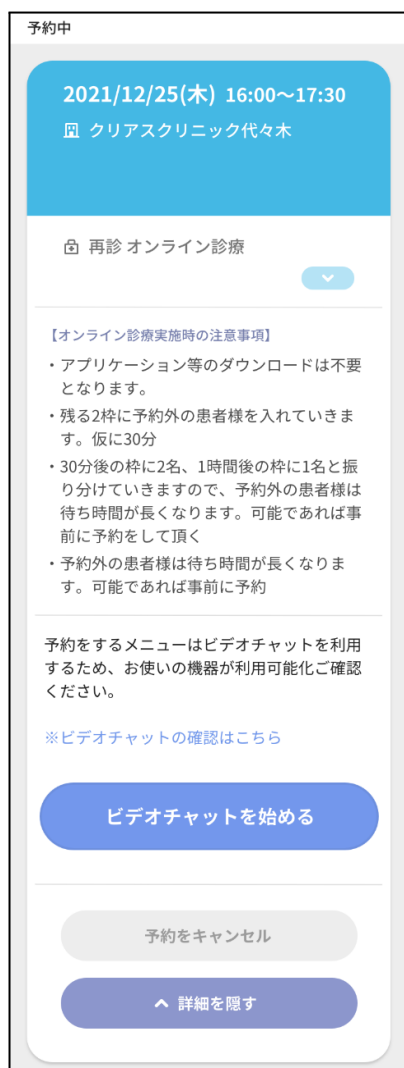 予約中
2021/12/25(木) 16:00〜17:30
クリアスクリニック代々木
再診 オンライン診療
【オンライン診療実施時の注意事項】
・アプリケーション等のダウンロードは不要
となります。
・残る2枠に予約外の患者様を入れていきま
す。仮に30分
・30分後の枠に2名、1時間後の枠に1名と振
り分けていきますので、予約外の患者様は
待ち時間が長くなります。可能であれば事
前に予約をして頂く
・予約外の患者様は待ち時間が長くなりま
す。可能であれば事前に予約
予約をするメニューはビデオチャットを利用
するため、お使いの機器が利用可能化ご確認
ください。
※ビデオチャットの確認はこちら
ビデオチャットを始める
予約をキャンセル
詳細を隠す